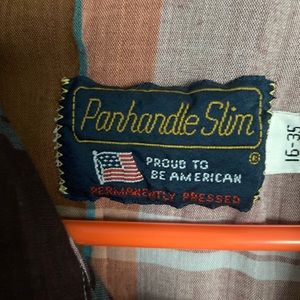 Panhandle Slim
®
PROUD TO
BE AMERICAN
PERMANENTLY PRESSED
16-35